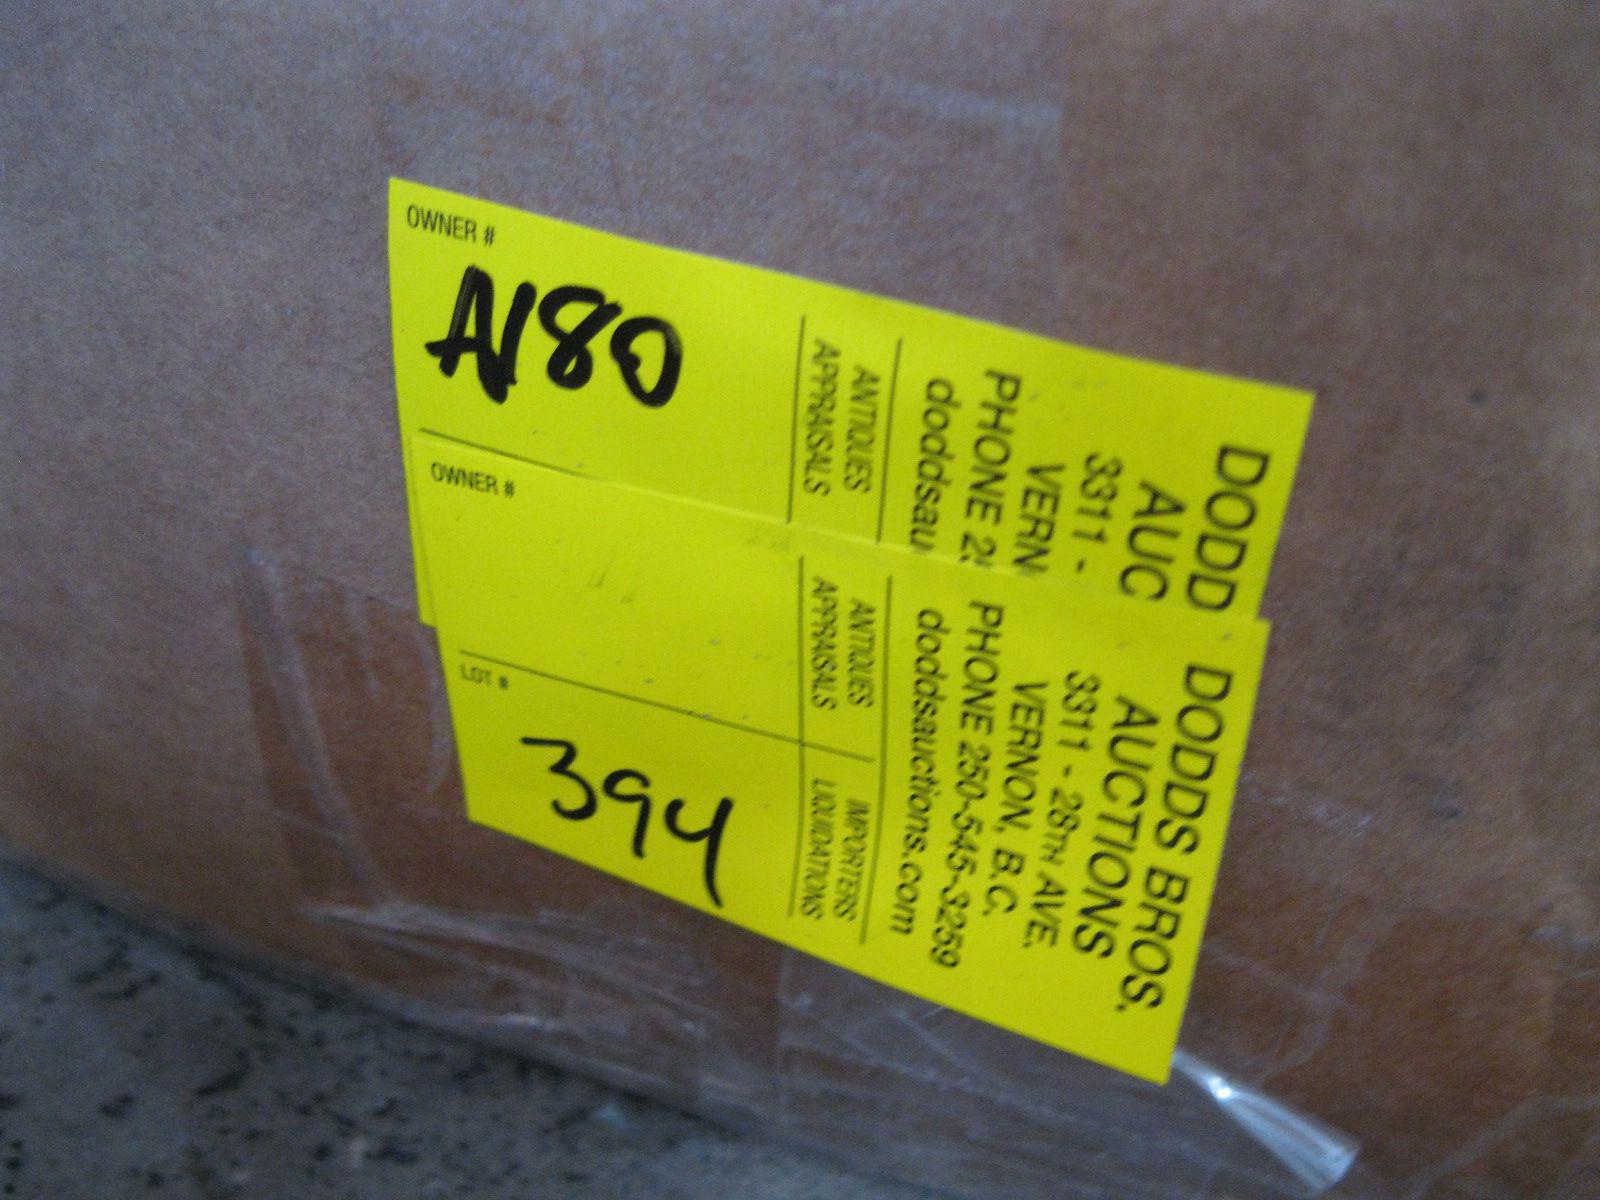 OWNER #
A180
ANTIQUES
APPRAISALS
DODD
AUC
3311 -
VERN
PHONE 2
doddsau
OWNER #
LOT #
394
ANTIQUES IMPORTERS
APPRAISALS LIQUIDATIONS
DODDS BROS.
AUCTIONS
3311 - 28TH AVE.
VERNON, B.C.
PHONE 250-545-3259
doddsauctions.com